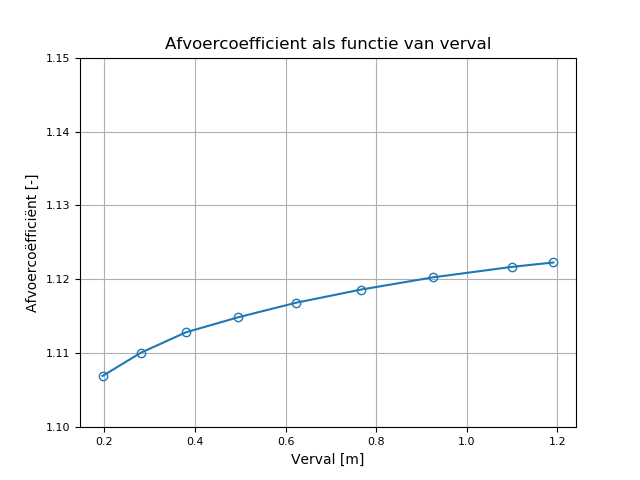 Afvoercoefficient als functie van verval
1.15
1.14
1.13
1.12
1.11
1.10
Afvoercoëfficiënt [-]
0.2 0.4 0.6 0.8 1.0 1.2
Verval [m]